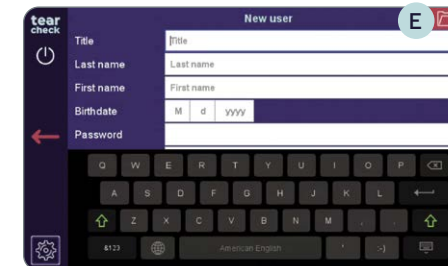 tear
check
New user
E
Title
Title
Last name
Last name
First name
First name
Birthdate
M d yyyy
Password
Q W E R T Y U I O P
A S D F G H J K L
Z X C V B N M , .
&123
American English
' :-)